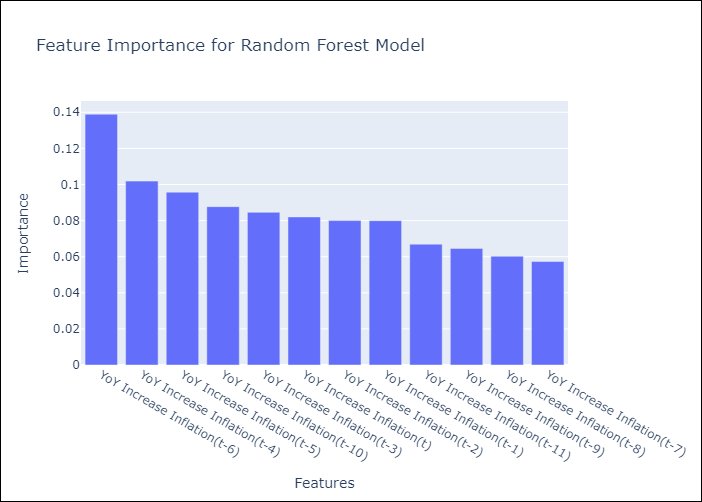 Feature Importance for Random Forest Model
Importance
0.14
0.12
0.1
0.08
0.06
0.04
0.02
0
YoY Increase Inflation(t-6)
YoY Increase Inflation(t-4)
YoY Increase Inflation(t-5)
YoY Increase Inflation(t-10)
YoY Increase Inflation(t-3)
YoY Increase Inflation(t)
YoY Increase Inflation(t-2)
YoY Increase Inflation(t-1)
YoY Increase Inflation(t-11)
YoY Increase Inflation(t-9)
YoY Increase Inflation(t-8)
YoY Increase Inflation(t-7)
Features